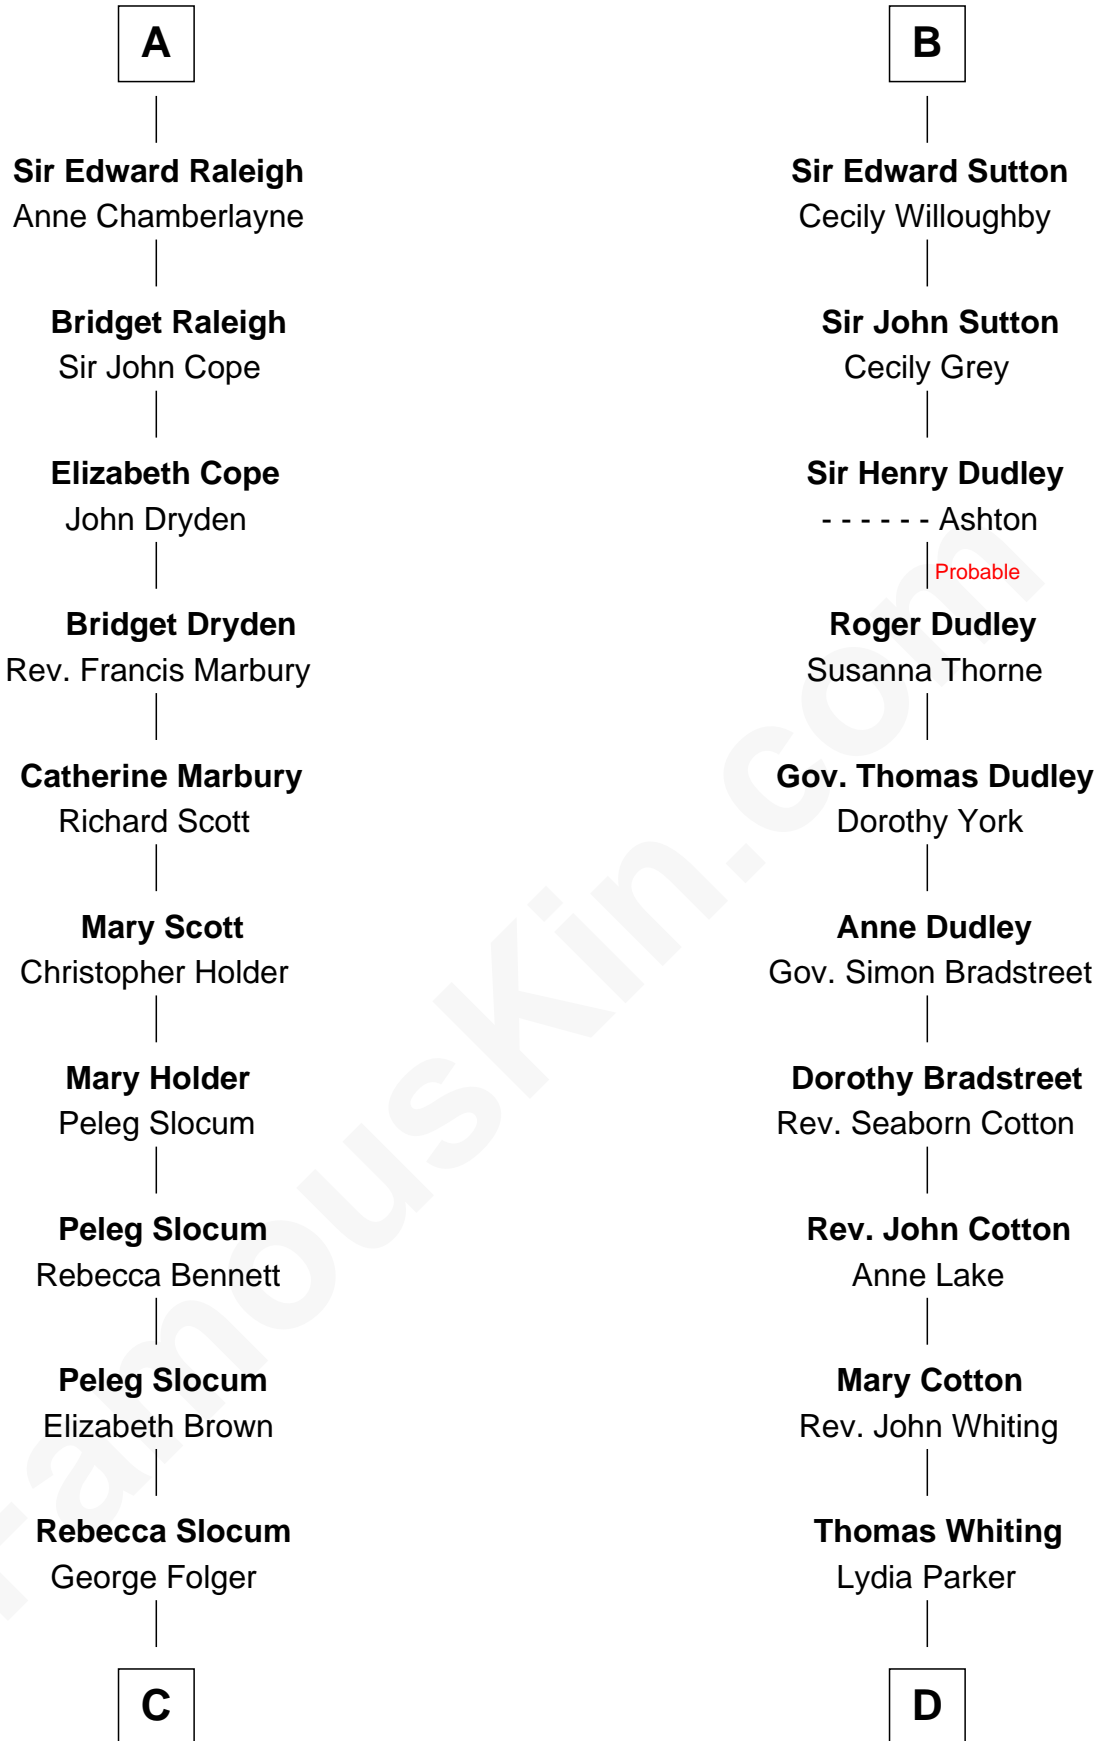 A
Sir Edward Raleigh
Anne Chamberlayne
Bridget Raleigh
Sir John Cope
Elizabeth Cope
John Dryden
Bridget Dryden
Rev. Francis Marbury
Catherine Marbury
Richard Scott
Mary Scott
Christopher Holder
Mary Holder
Peleg Slocum
Peleg Slocum
Rebecca Bennett
Peleg Slocum
Elizabeth Brown
Rebecca Slocum
George Folger
C
B
Sir Edward Sutton
Cecily Willoughby
Sir John Sutton
Cecily Grey
Sir Henry Dudley
- - - - - - Ashton
Probable
Roger Dudley
Susanna Thorne
Gov. Thomas Dudley
Dorothy York
Anne Dudley
Gov. Simon Bradstreet
Dorothy Bradstreet
Rev. Seaborn Cotton
Rev. John Cotton
Anne Lake
Mary Cotton
Rev. John Whiting
Thomas Whiting
Lydia Parker
D
FamousKin.com